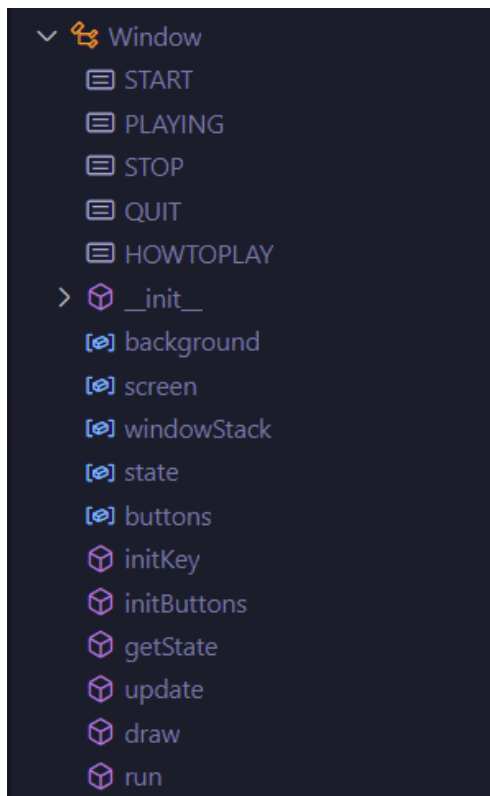 Window
START
PLAYING
STOP
QUIT
HOWTOPLAY
__init__
background
screen
windowStack
state
buttons
initKey
initButtons
getState
update
draw
run